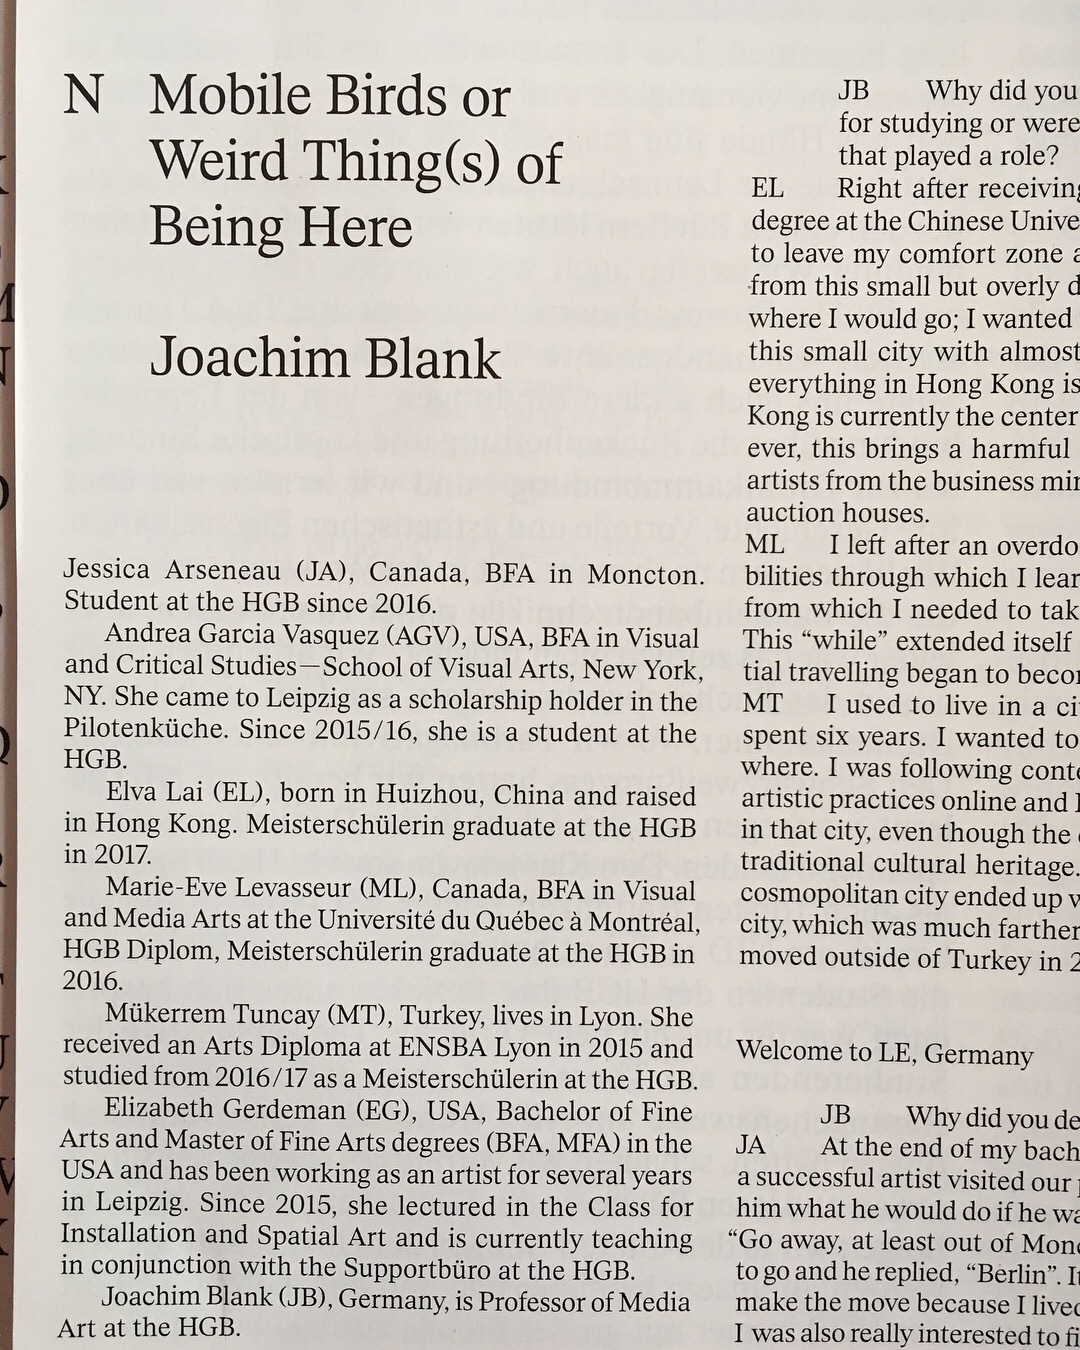 N Mobile Birds or
Weird Thing(s) of
Being Here
Joachim Blank
Jessica Arseneau (JA), Canada, BFA in Moncton.
Student at the HGB since 2016.
Andrea Garcia Vasquez (AGV), USA, BFA in Visual
and Critical Studies—School of Visual Arts, New York,
NY. She came to Leipzig as a scholarship holder in the
Pilotenküche. Since 2015/16, she is a student at the
HGB.
Elva Lai (EL), born in Huizhou, China and raised
in Hong Kong. Meisterschülerin graduate at the HGB
in 2017.
Marie-Eve Levasseur (ML), Canada, BFA in Visual
and Media Arts at the Université du Québec à Montréal,
HGB Diplom, Meisterschülerin graduate at the HGB in
2016.
Mükerrem Tuncay (MT), Turkey, lives in Lyon. She
received an Arts Diploma at ENSBA Lyon in 2015 and
studied from 2016/17 as a Meisterschülerin at the HGB.
Elizabeth Gerdeman (EG), USA, Bachelor of Fine
Arts and Master of Fine Arts degrees (BFA, MFA) in the
USA and has been working as an artist for several years
in Leipzig. Since 2015, she lectured in the Class for
Installation and Spatial Art and is currently teaching
in conjunction with the Supportbüro at the HGB.
Joachim Blank (JB), Germany, is Professor of Media
Art at the HGB.
JB Why did you
for studying or were
that played a role?
EL Right after receiving
degree at the Chinese Unive
to leave my comfort zone
from this small but overly d
where I would go; I wanted
this small city with almost
everything in Hong Kong is
Kong is currently the center
ever, this brings a harmful
artists from the business min
auction houses.
ML I left after an overdo
bilities through which I lear
from which I needed to tak
This “while” extended itself
tial travelling began to becom
MT I used to live in a ci
spent six years. I wanted to
where. I was following conte
artistic practices online and
in that city, even though the
traditional cultural heritage.
cosmopolitan city ended up
city, which was much farther
moved outside of Turkey in 2
Welcome to LE, Germany
JB Why did you de
JA At the end of my bach
a successful artist visited our
him what he would do if he wa
“Go away, at least out of Monc
to go and he replied, “Berlin”. It
make the move because I lived
I was also really interested to fi